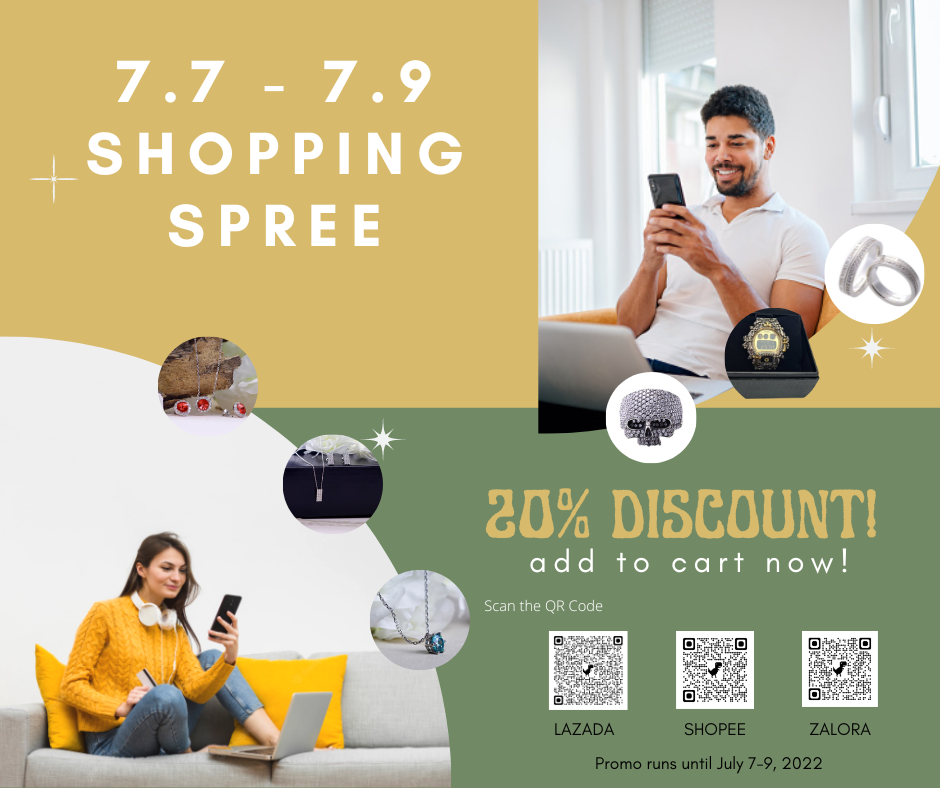 7.7 - 7.9
SHOPPING
SPREE
20% DISCOUNT!
add to cart now!
Scan the QR Code
LAZADA
SHOPEE
ZALORA
Promo runs until July 7-9, 2022